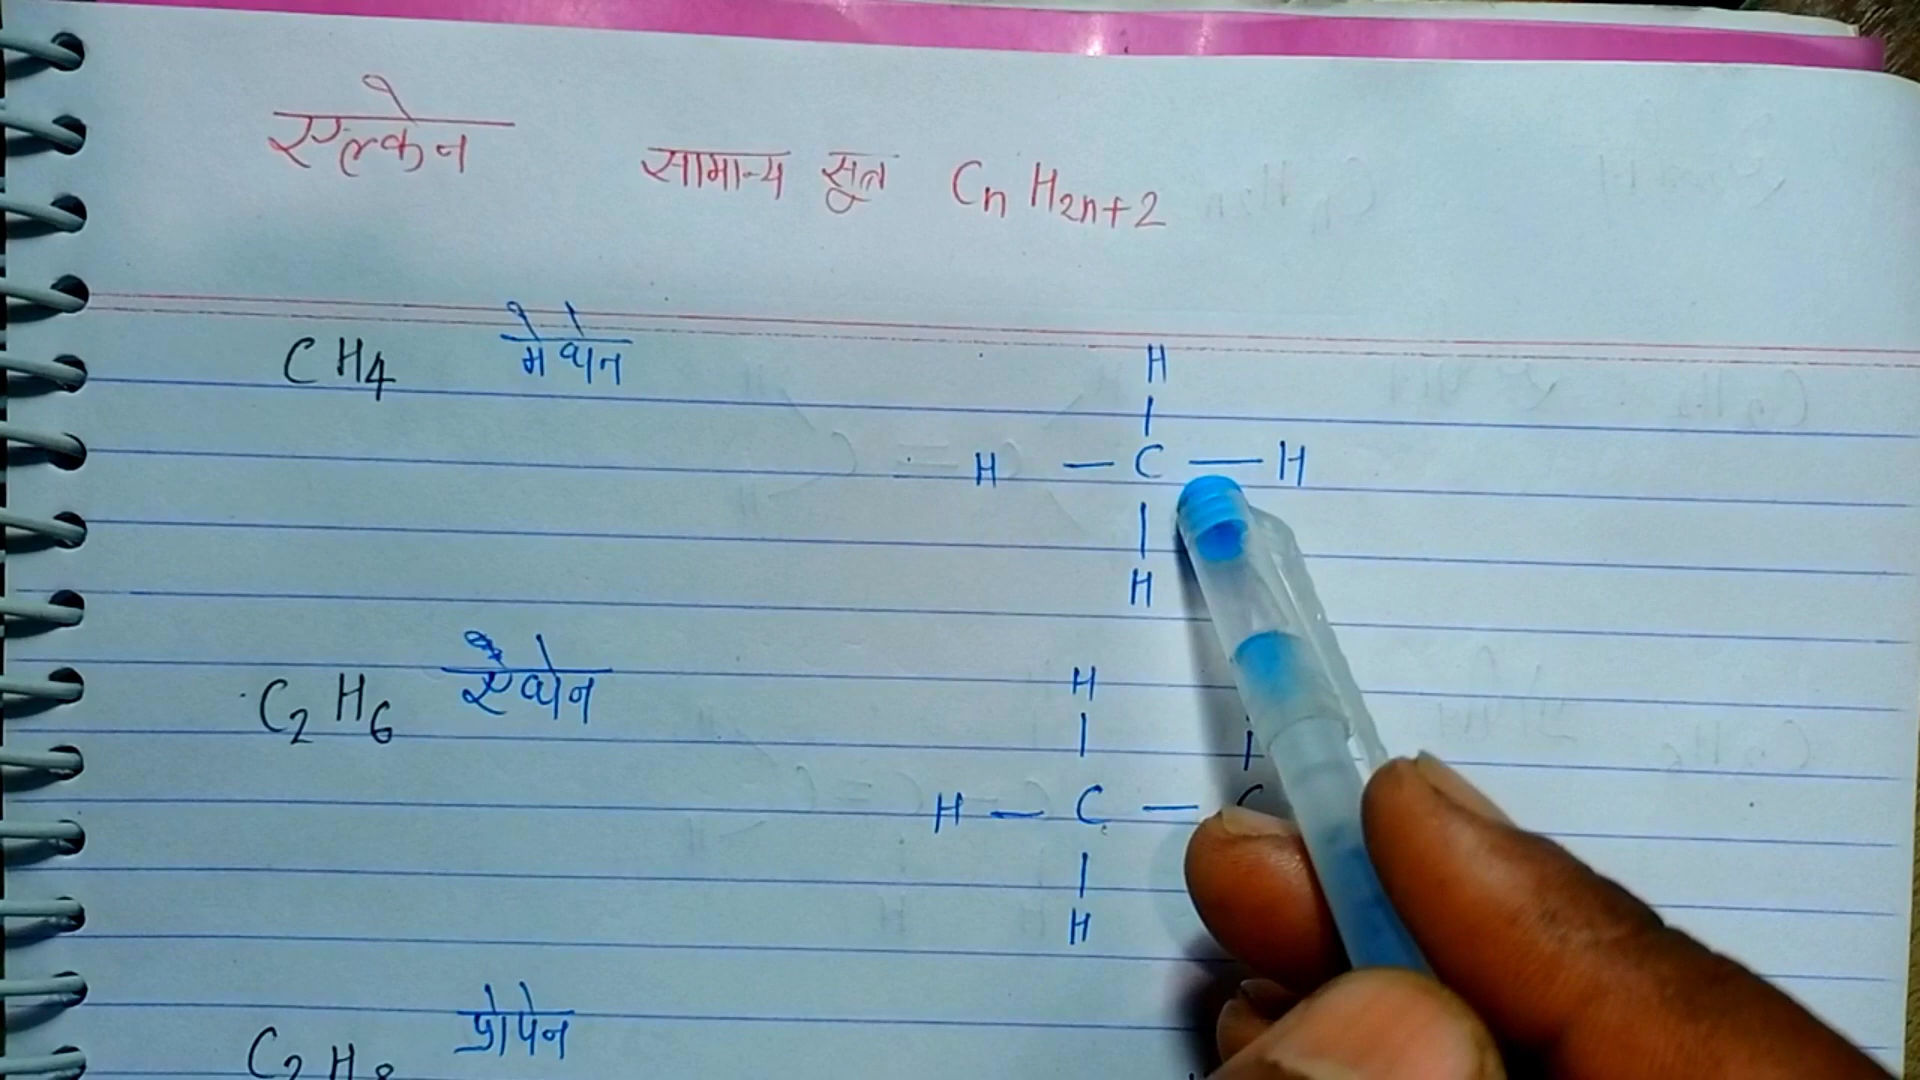 एल्केन सामान्य सूत्र CnH2n+2
CH4 मेथेन
H
|
H — C — H
|
H
C2H6 एथेन
H
| |
H — C — C
|
H
प्रोपेन